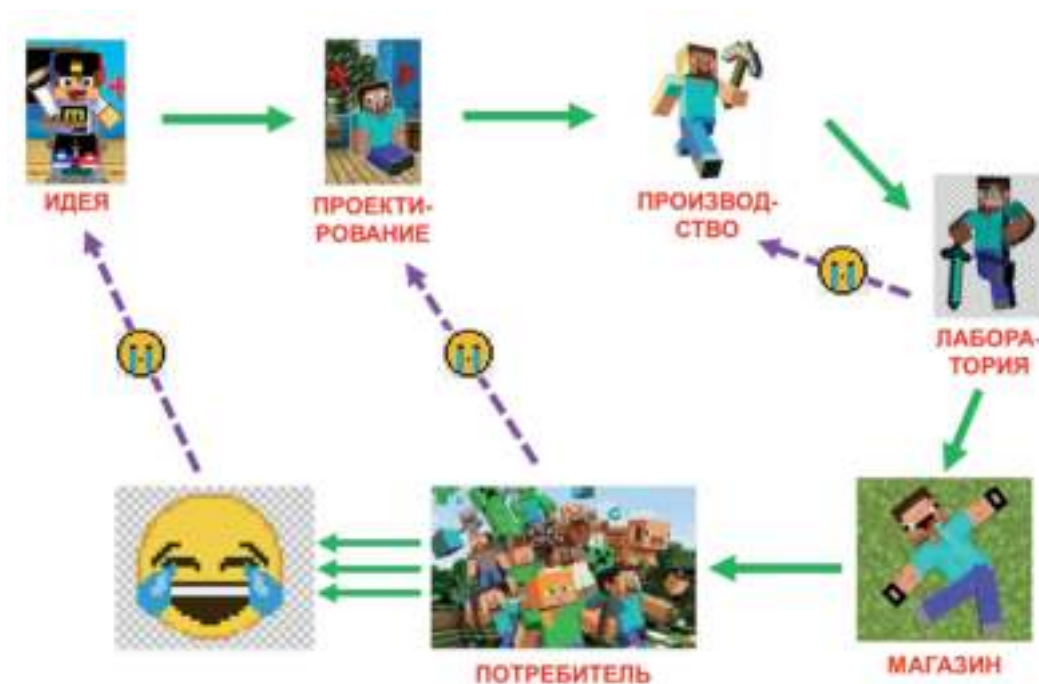 ИДЕЯ
ПРОЕКТИ-
РОВАНИЕ
ПРОИЗВОД-
СТВО
ЛАБОРА-
ТОРИЯ
ПОТРЕБИТЕЛЬ
МАГАЗИН